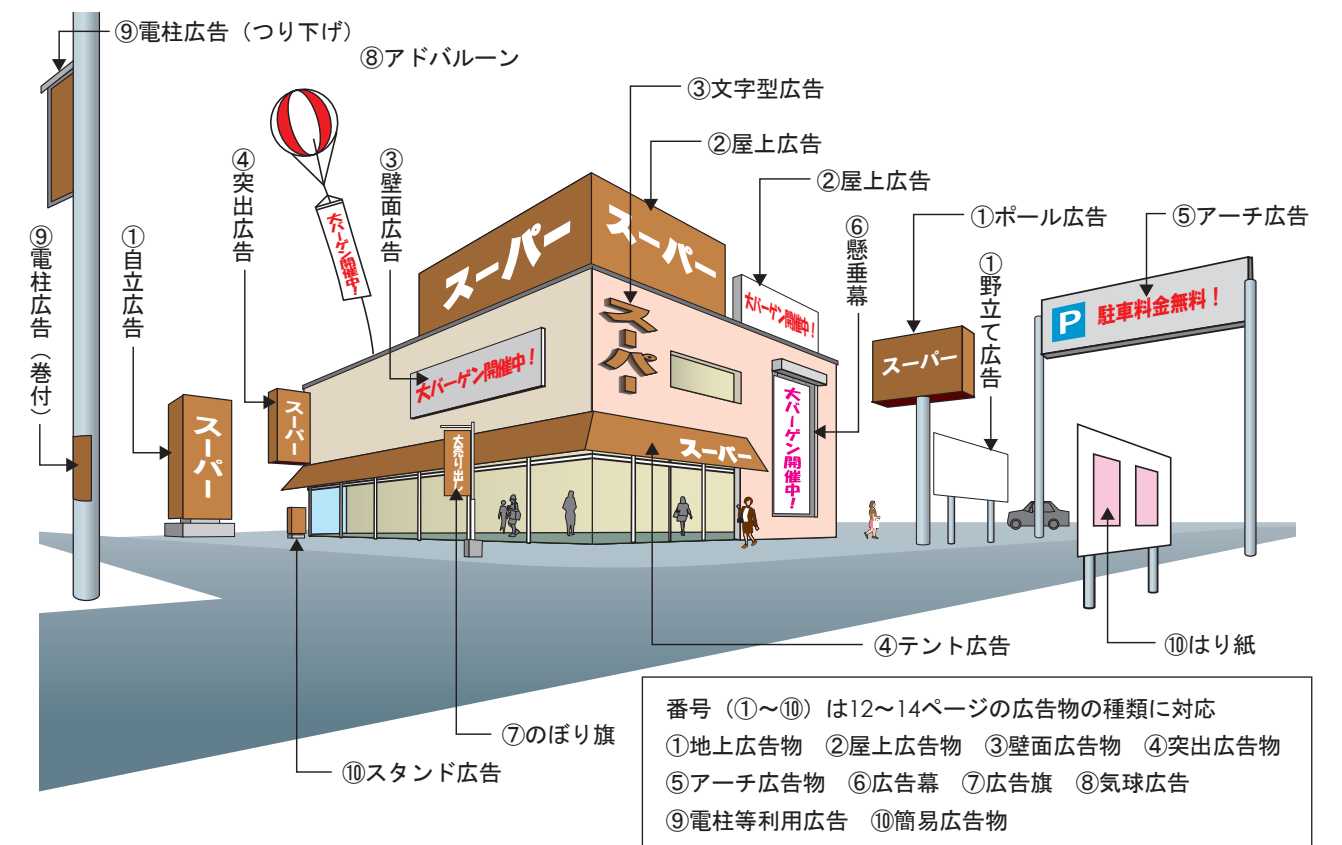 ⑨電柱広告（つり下げ）
⑧アドバルーン
③文字型広告
②屋上広告
②屋上広告
①ポール広告
⑤アーチ広告
④突出広告
③壁面広告
⑥懸垂幕
①野立て広告
⑨電柱広告（巻付）
①自立広告
大バーゲン開催中！
スーパー
スーパー
スーパー
大バーゲン開催中！
大バーゲン開催中！
大バーゲン開催中！
スーパー
P 駐車料金無料！
スーパー
スーパー
大売り出し
スーパー
④テント広告
⑩はり紙
⑦のぼり旗
⑩スタンド広告
番号（①～⑩）は12～14ページの広告物の種類に対応
①地上広告物　②屋上広告物　③壁面広告物　④突出広告物
⑤アーチ広告物　⑥広告幕　⑦広告旗　⑧気球広告
⑨電柱等利用広告　⑩簡易広告物